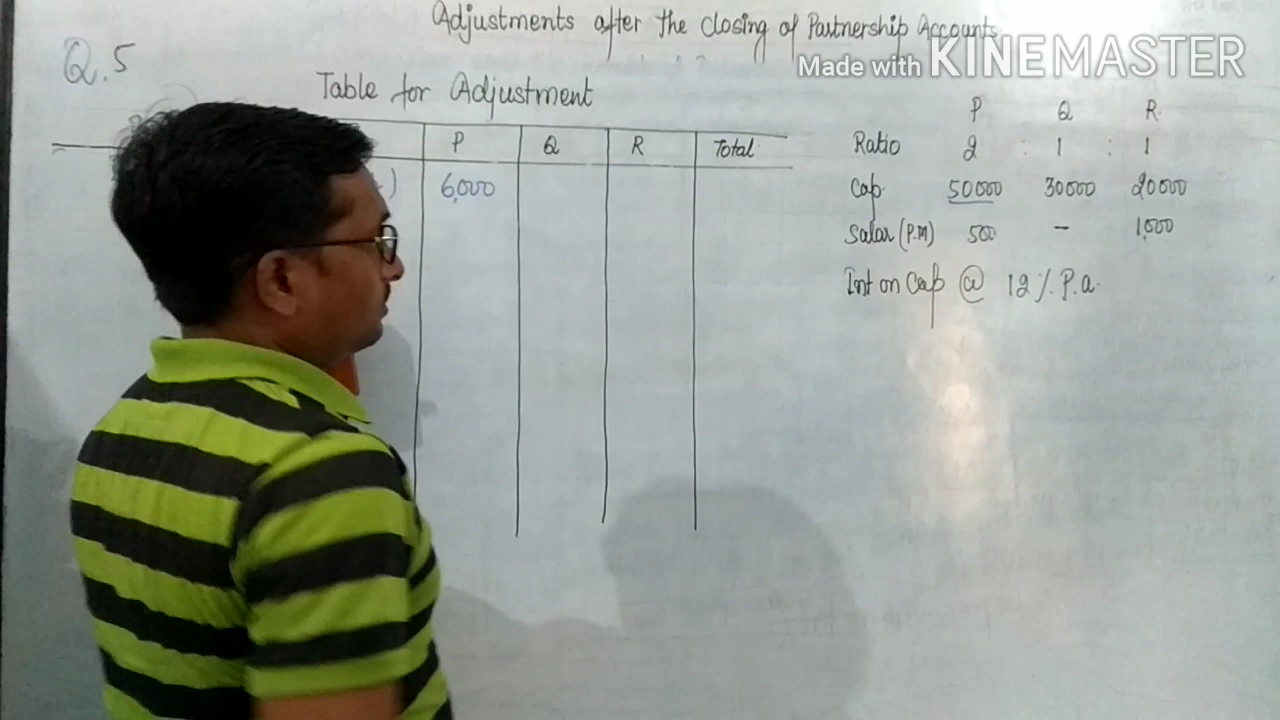 Adjustments after the closing of Partnership Accounts
Made with KINEMASTER
Q.5
Table for Adjustment
P Q R Total
) 6,000
P Q R
Ratio 2 : 1 : 1
Cap. 50000 30000 20000
Salar (P.M) 500 - 1,000
Int on Cap @ 12% P.a.